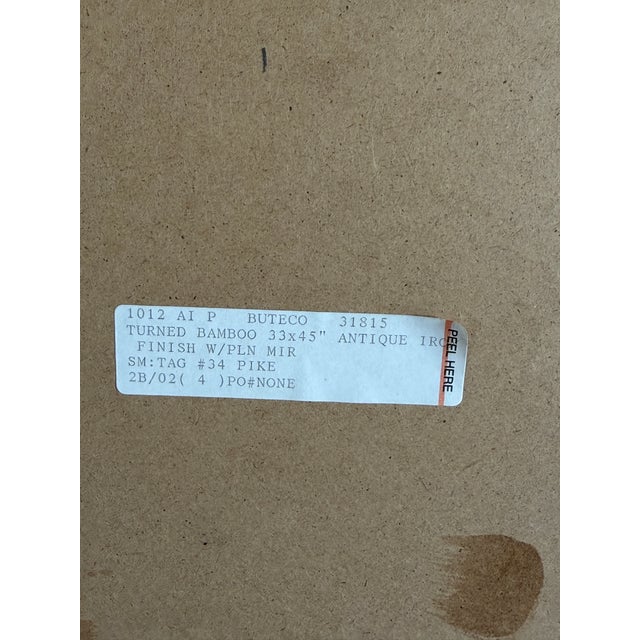 1012 AI P BUTECO 31815
TURNED BAMBOO 33x45" ANTIQUE IRO
FINISH W/PLN MIR
SM:TAG #34 PIKE
2B/02( 4 )PO#NONE
PEEL HERE